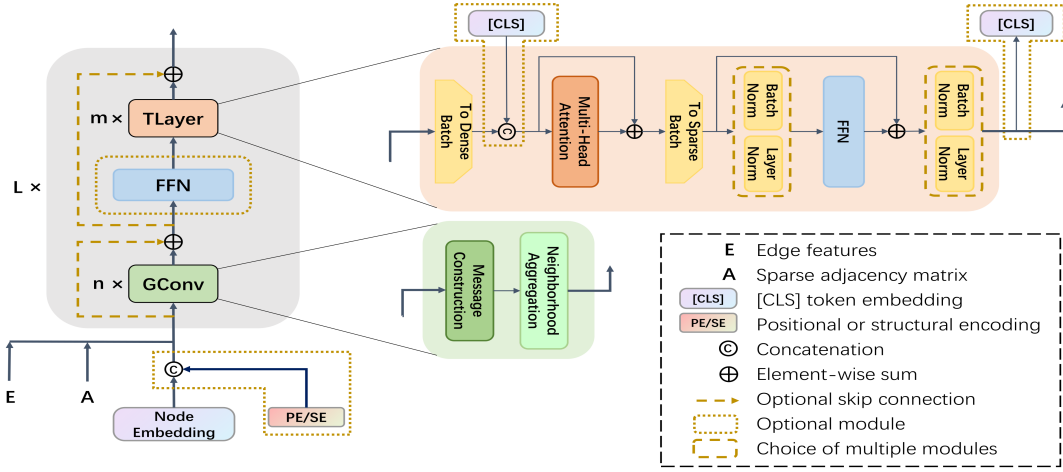 [CLS]
[CLS]
m × TLayer
FFN
L ×
n × GConv
E
A
C
Node
Embedding
PE/SE
To Dense
Batch
C
Multi-Head
Attention
To Sparse
Batch
Batch
Norm
Layer
Norm
FFN
Batch
Norm
Layer
Norm
Message
Construction
Neighborhood
Aggregation
E Edge features
A Sparse adjacency matrix
[CLS] [CLS] token embedding
PE/SE Positional or structural encoding
C Concatenation
Element-wise sum
Optional skip connection
Optional module
Choice of multiple modules